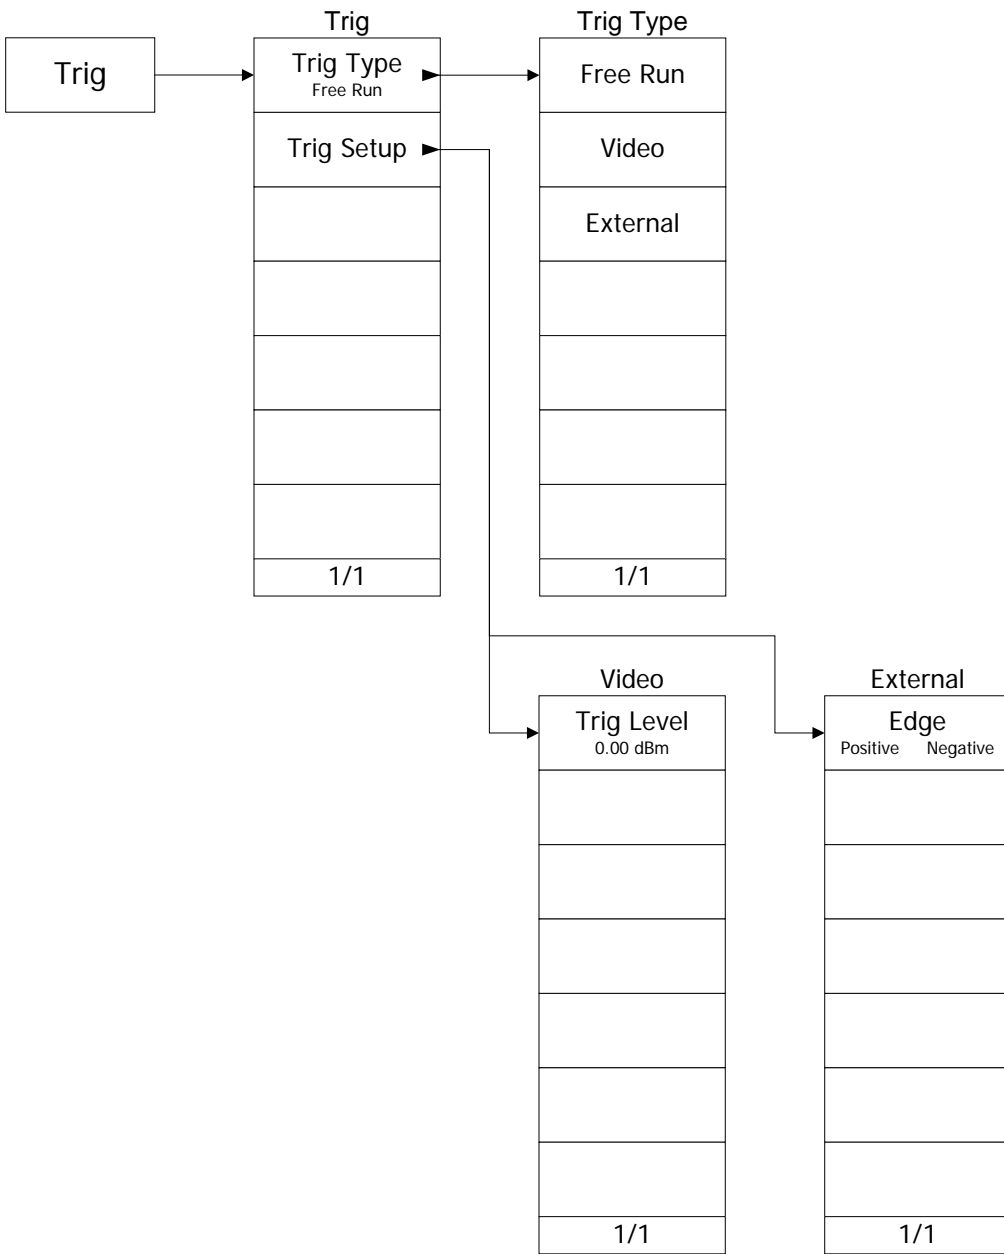 Trig
Trig
Trig Type
Free Run
Trig Setup
1/1
Trig Type
Free Run
Video
External
1/1
Video
Trig Level
0.00 dBm
1/1
External
Edge
Positive Negative
1/1